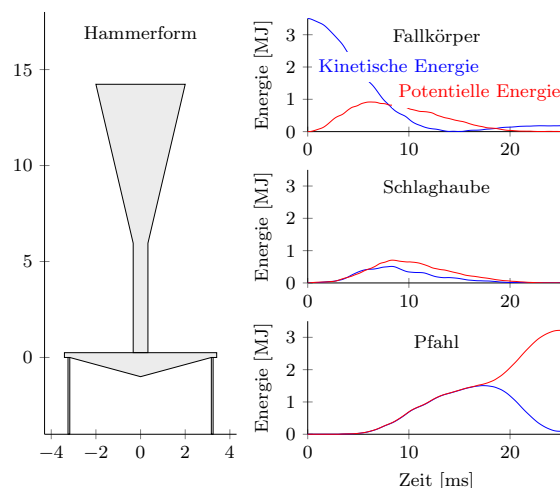 Hammerform
15
10
5
0
−4 −2 0 2 4
Fallkörper
Kinetische Energie
Potentielle Energie
Energie [MJ]
3
2
1
0
0 10 20
Schlaghaube
Energie [MJ]
3
2
1
0
0 10 20
Pfahl
Energie [MJ]
3
2
1
0
0 10 20
Zeit [ms]